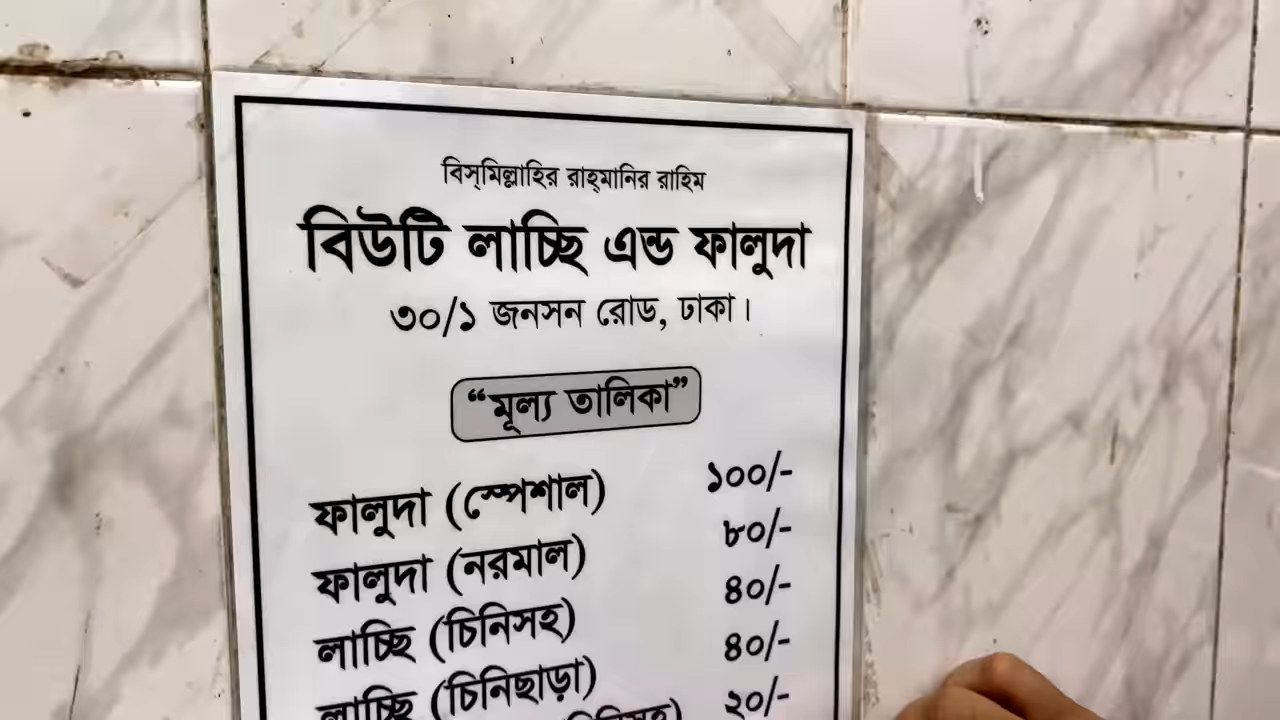 বিস্‌মিল্লাহির রাহ্‌মানির রাহিম
বিউটি লাচ্ছি এন্ড ফালুদা
৩০/১ জনসন রোড, ঢাকা।
“মূল্য তালিকা”
ফালুদা (স্পেশাল) ১০০/-
ফালুদা (নরমাল) ৮০/-
লাচ্ছি (চিনিসহ) ৪০/-
লাচ্ছি (চিনিছাড়া) ৪০/-
২০/-